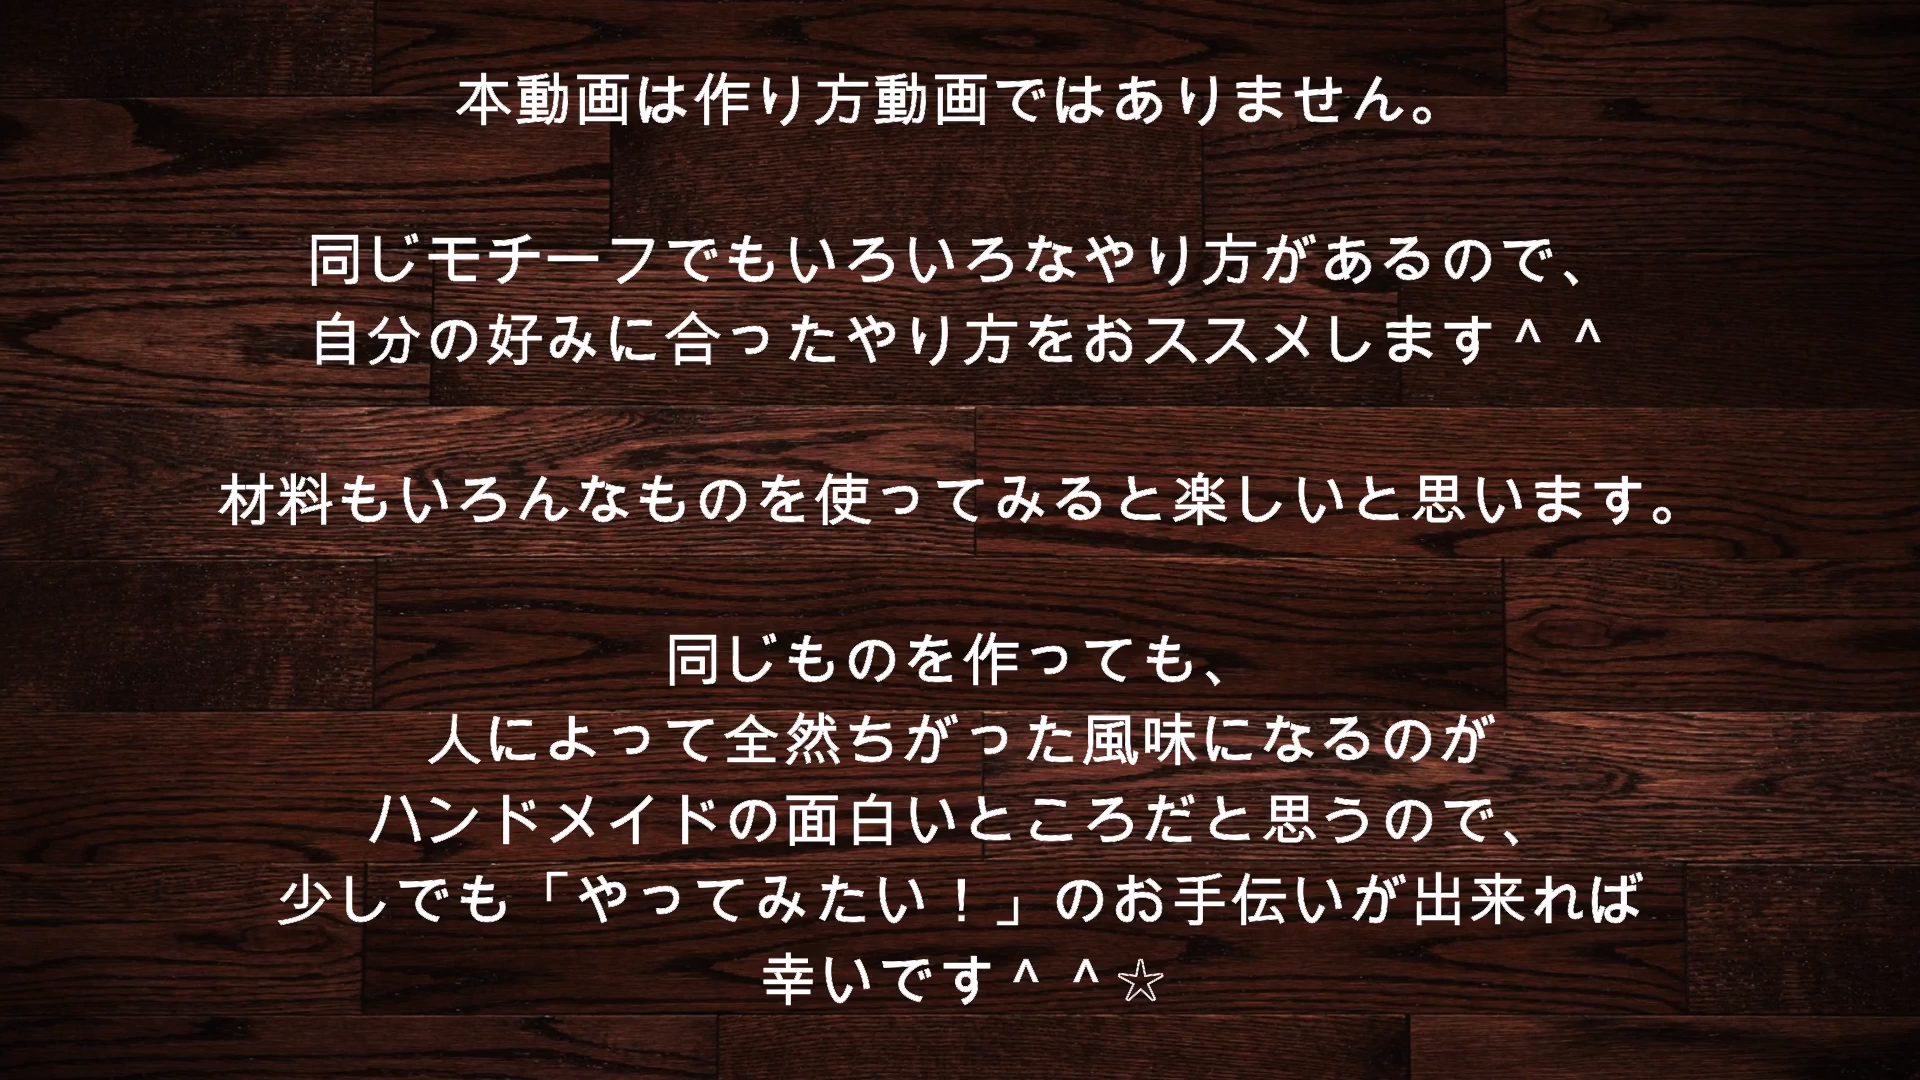 本動画は作り方動画ではありません。
同じモチーフでもいろいろなやり方があるので、
自分の好みに合ったやり方をおススメします＾＾
材料もいろんなものを使ってみると楽しいと思います。
同じものを作っても、
人によって全然ちがった風味になるのが
ハンドメイドの面白いところだと思うので、
少しでも「やってみたい！」のお手伝いが出来れば
幸いです＾＾☆